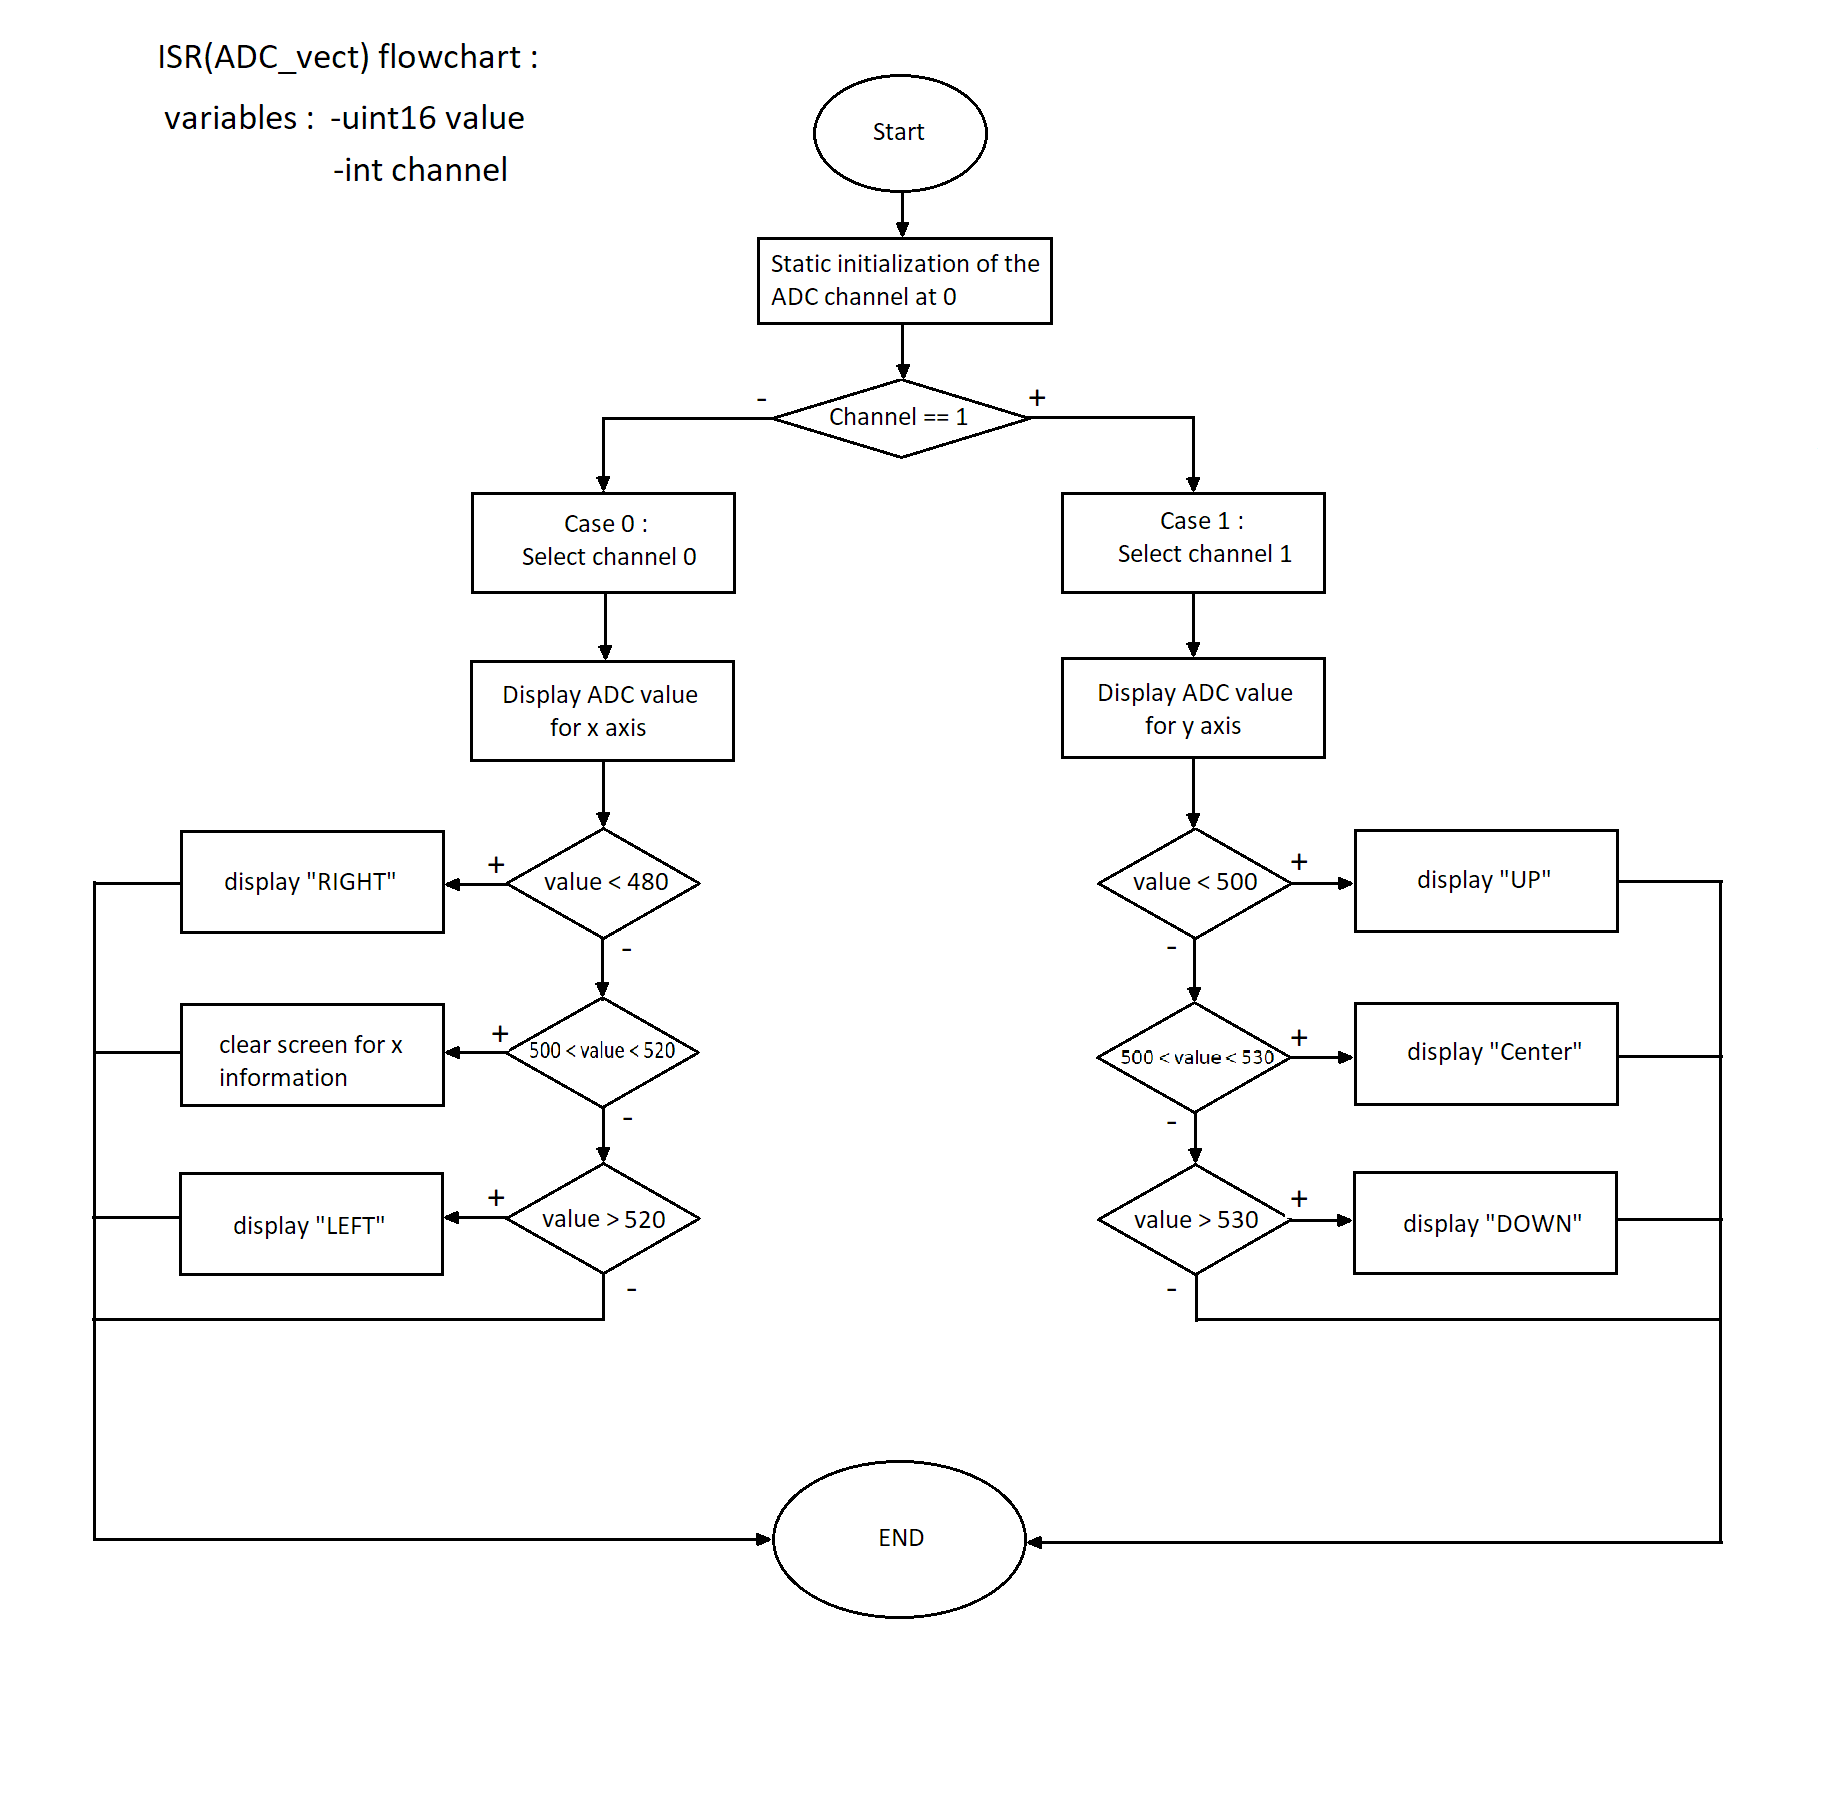 ISR(ADC_vect) flowchart :
variables : -uint16 value
-int channel
Start
Static initialization of the
ADC channel at 0
- +
Channel == 1
Case 0 :
Select channel 0
Case 1 :
Select channel 1
Display ADC value
for x axis
Display ADC value
for y axis
display "RIGHT"
+
value < 480
-
value < 500
+
display "UP"
-
clear screen for x
information
+
500 < value < 520
-
500 < value < 530
+
display "Center"
-
display "LEFT"
+
value > 520
-
value > 530
+
display "DOWN"
-
END